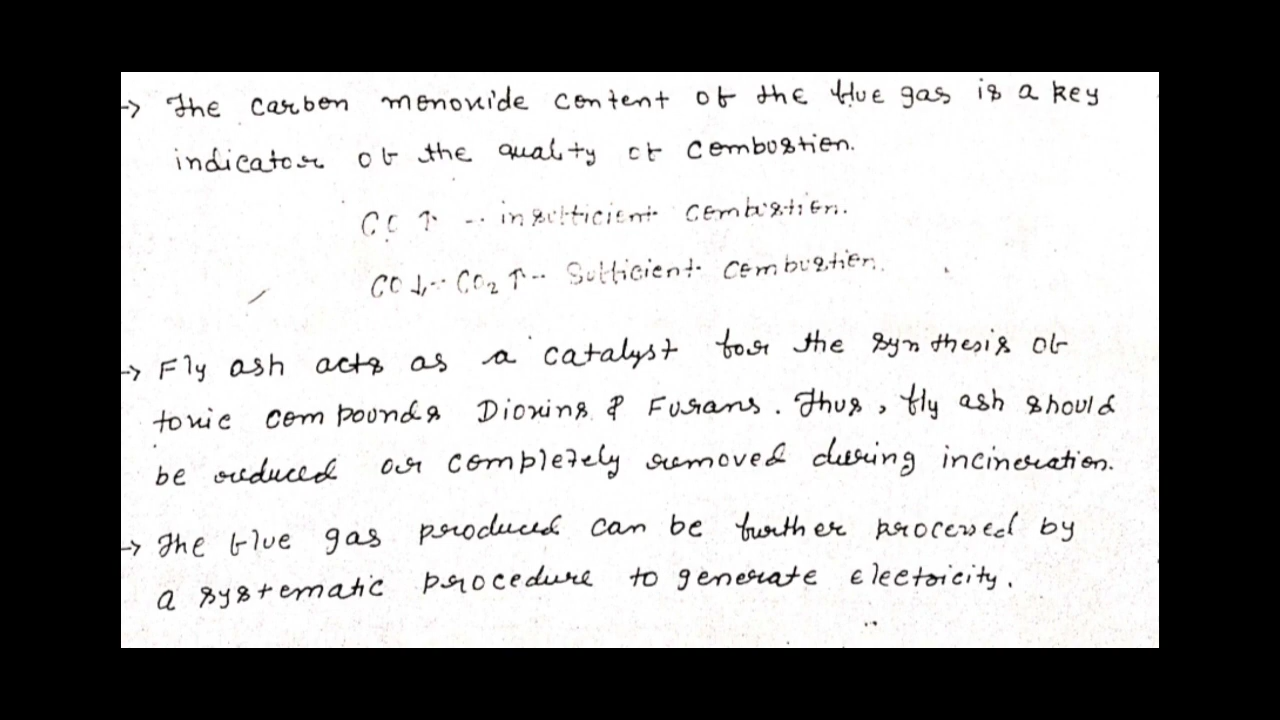 → The carbon monoxide content of the flue gas is a key
indicator of the quality of combustion.
CO ↑ -- insufficient combustion.
CO ↓-- CO₂ ↑-- Sufficient combustion.
→ Fly ash acts as a catalyst for the synthesis of
toxic compounds Dioxins & Furans. Thus, fly ash should
be reduced or completely removed during incineration.
→ The flue gas produced can be further processed by
a systematic procedure to generate electricity.